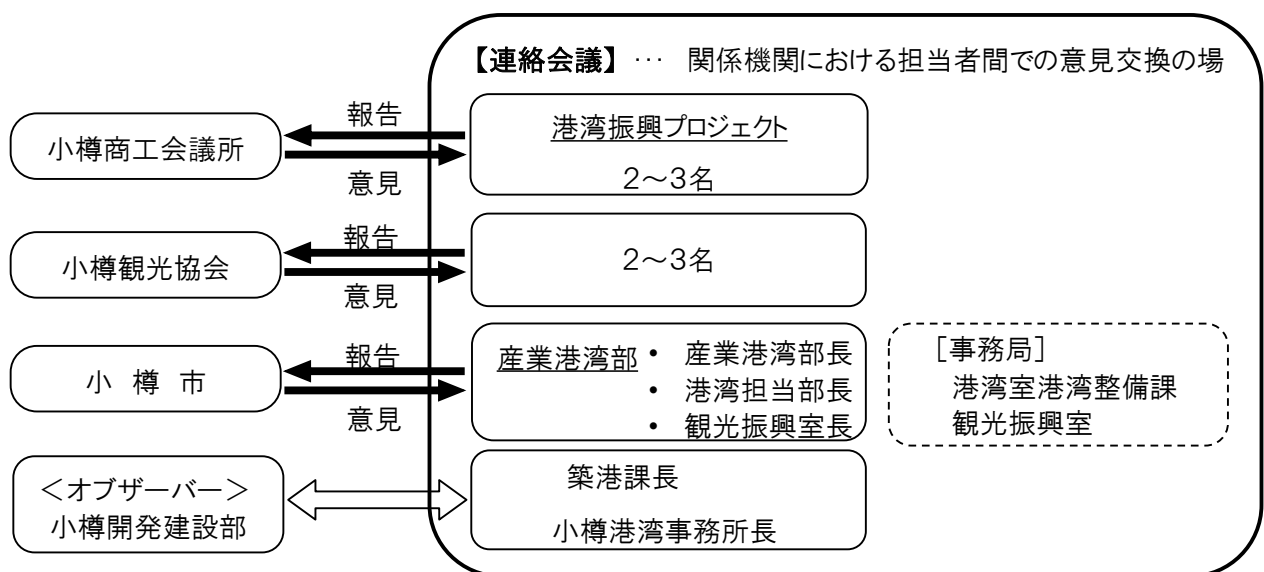 【連絡会議】 … 関係機関における担当者間での意見交換の場
小樽商工会議所
報告
意見
港湾振興プロジェクト
2～3名
小樽観光協会
報告
意見
2～3名
小 樽 市
報告
意見
産業港湾部 • 産業港湾部長
• 港湾担当部長
• 観光振興室長
［事務局］
港湾室港湾整備課
観光振興室
＜オブザーバー＞
小樽開発建設部
築港課長
小樽港湾事務所長